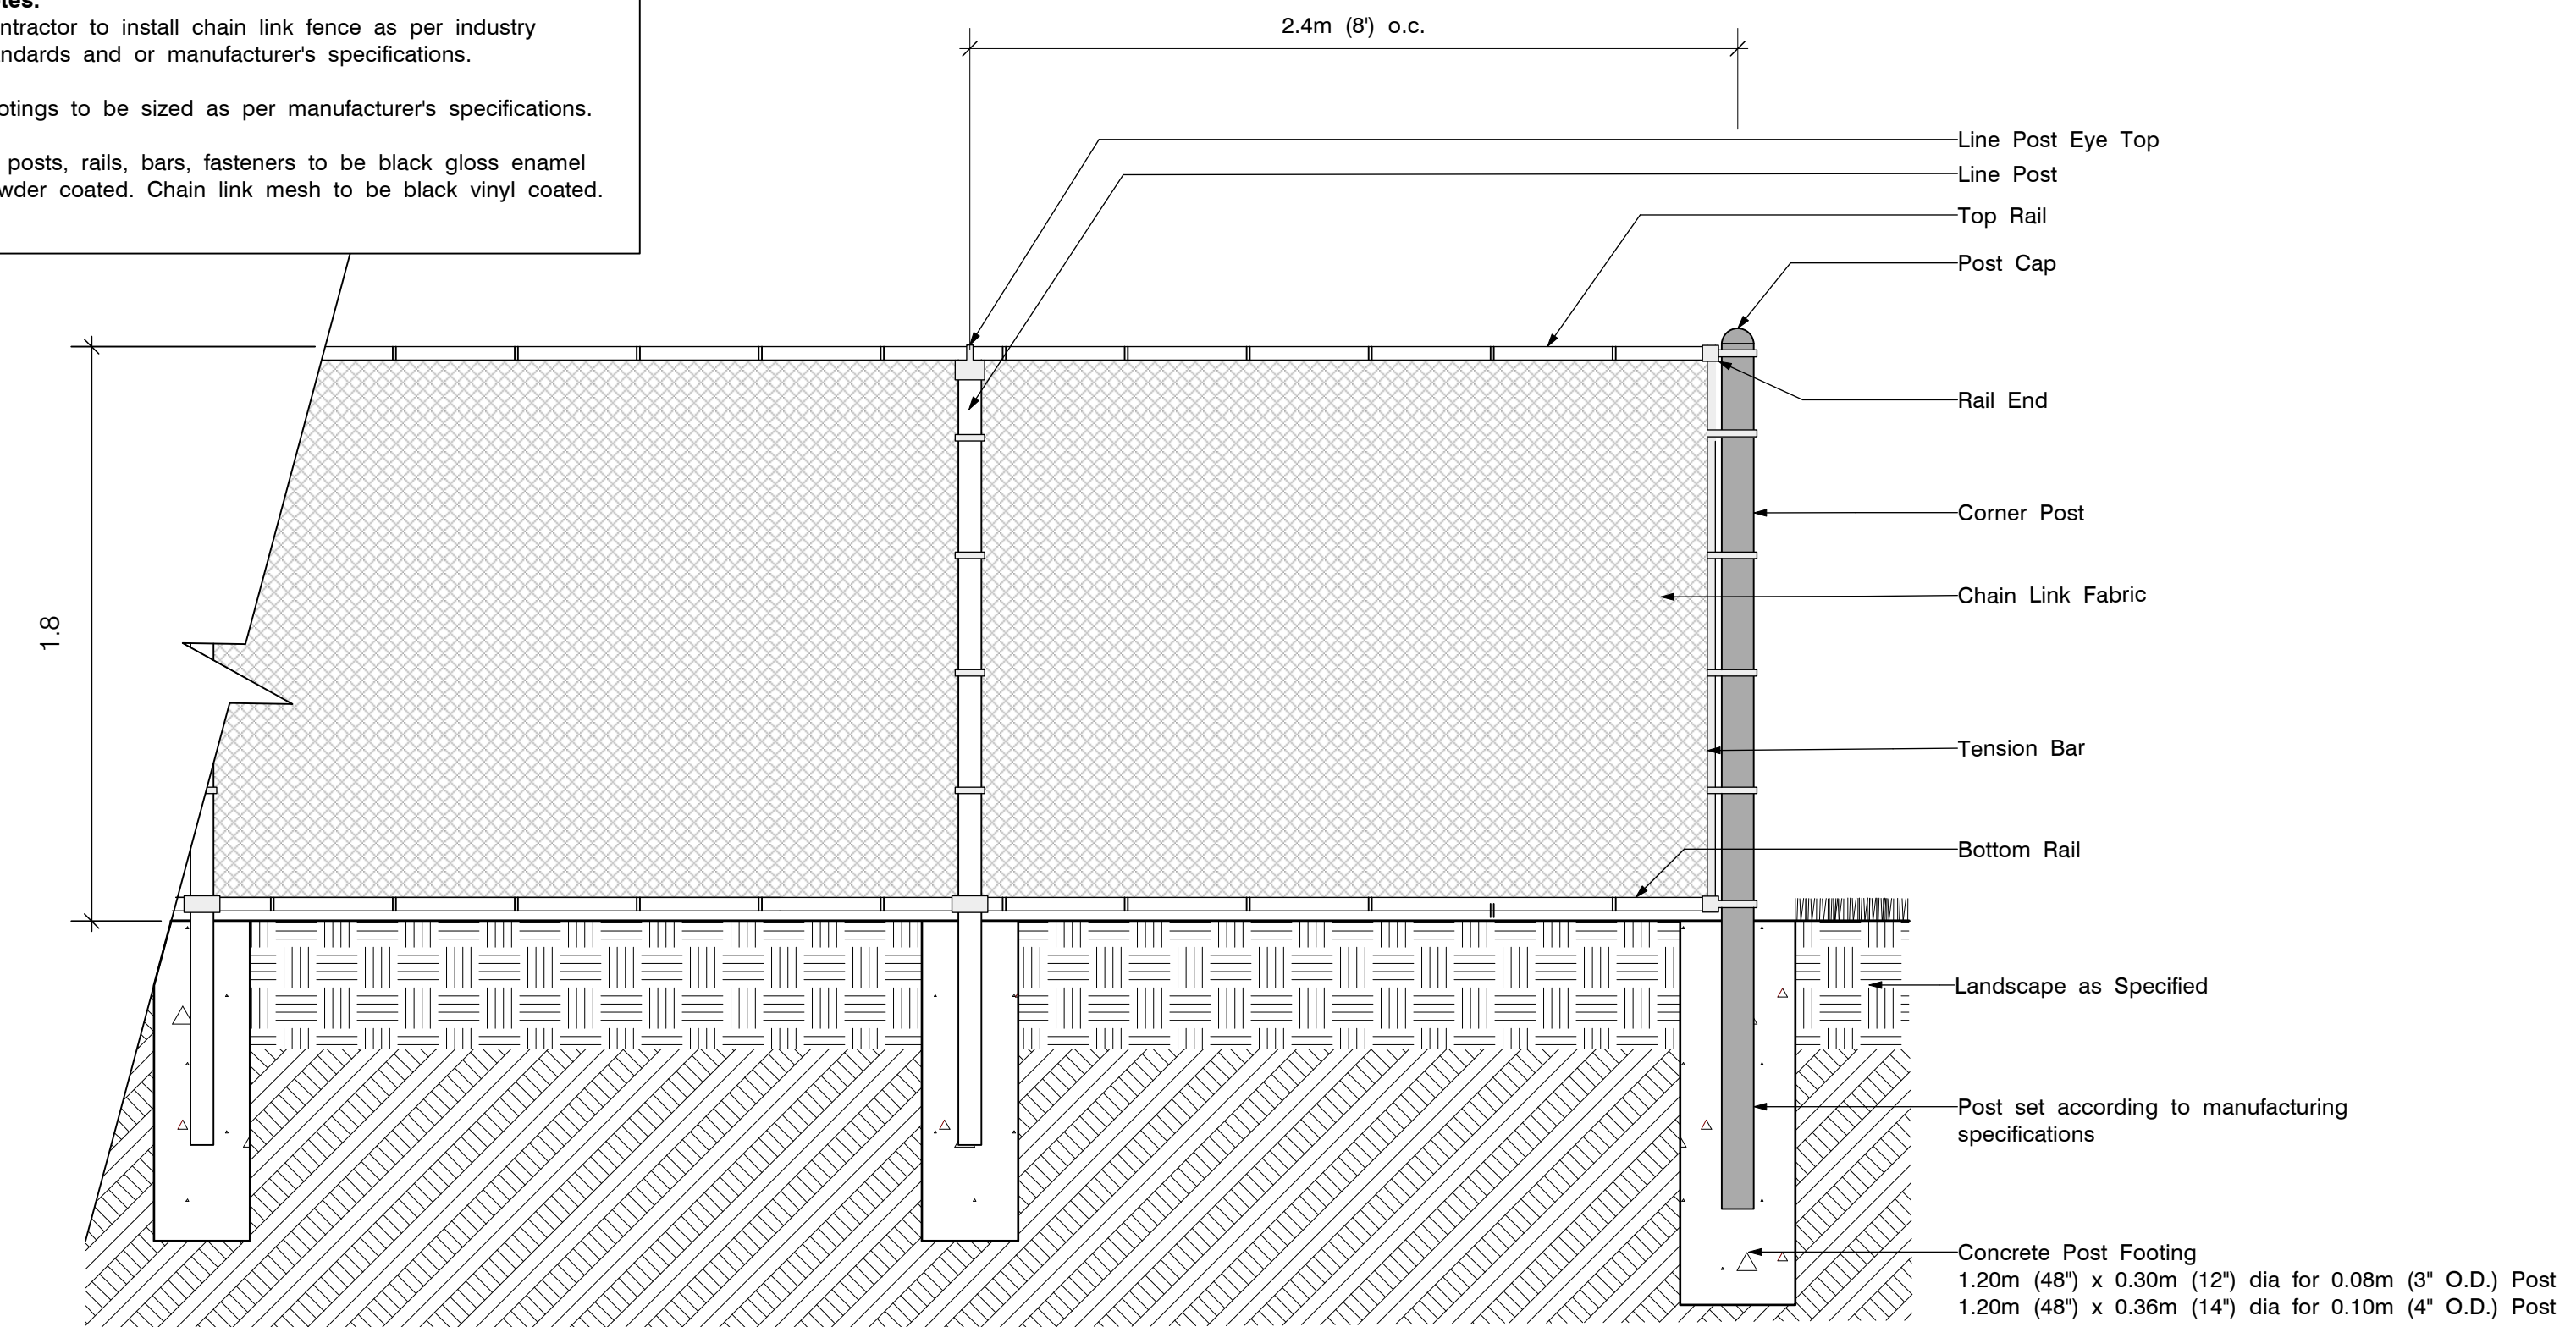 ntractor to install chain link fence as per industry
ndards and or manufacturer's specifications.
otings to be sized as per manufacturer's specifications.
posts, rails, bars, fasteners to be black gloss enamel
wder coated. Chain link mesh to be black vinyl coated.
2.4m (8') o.c.
Line Post Eye Top
Line Post
Top Rail
Post Cap
Rail End
Corner Post
Chain Link Fabric
1.8
Tension Bar
Bottom Rail
Landscape as Specified
Post set according to manufacturing
specifications
Concrete Post Footing
1.20m (48") x 0.30m (12") dia for 0.08m (3" O.D.) Post
1.20m (48") x 0.36m (14") dia for 0.10m (4" O.D.) Post